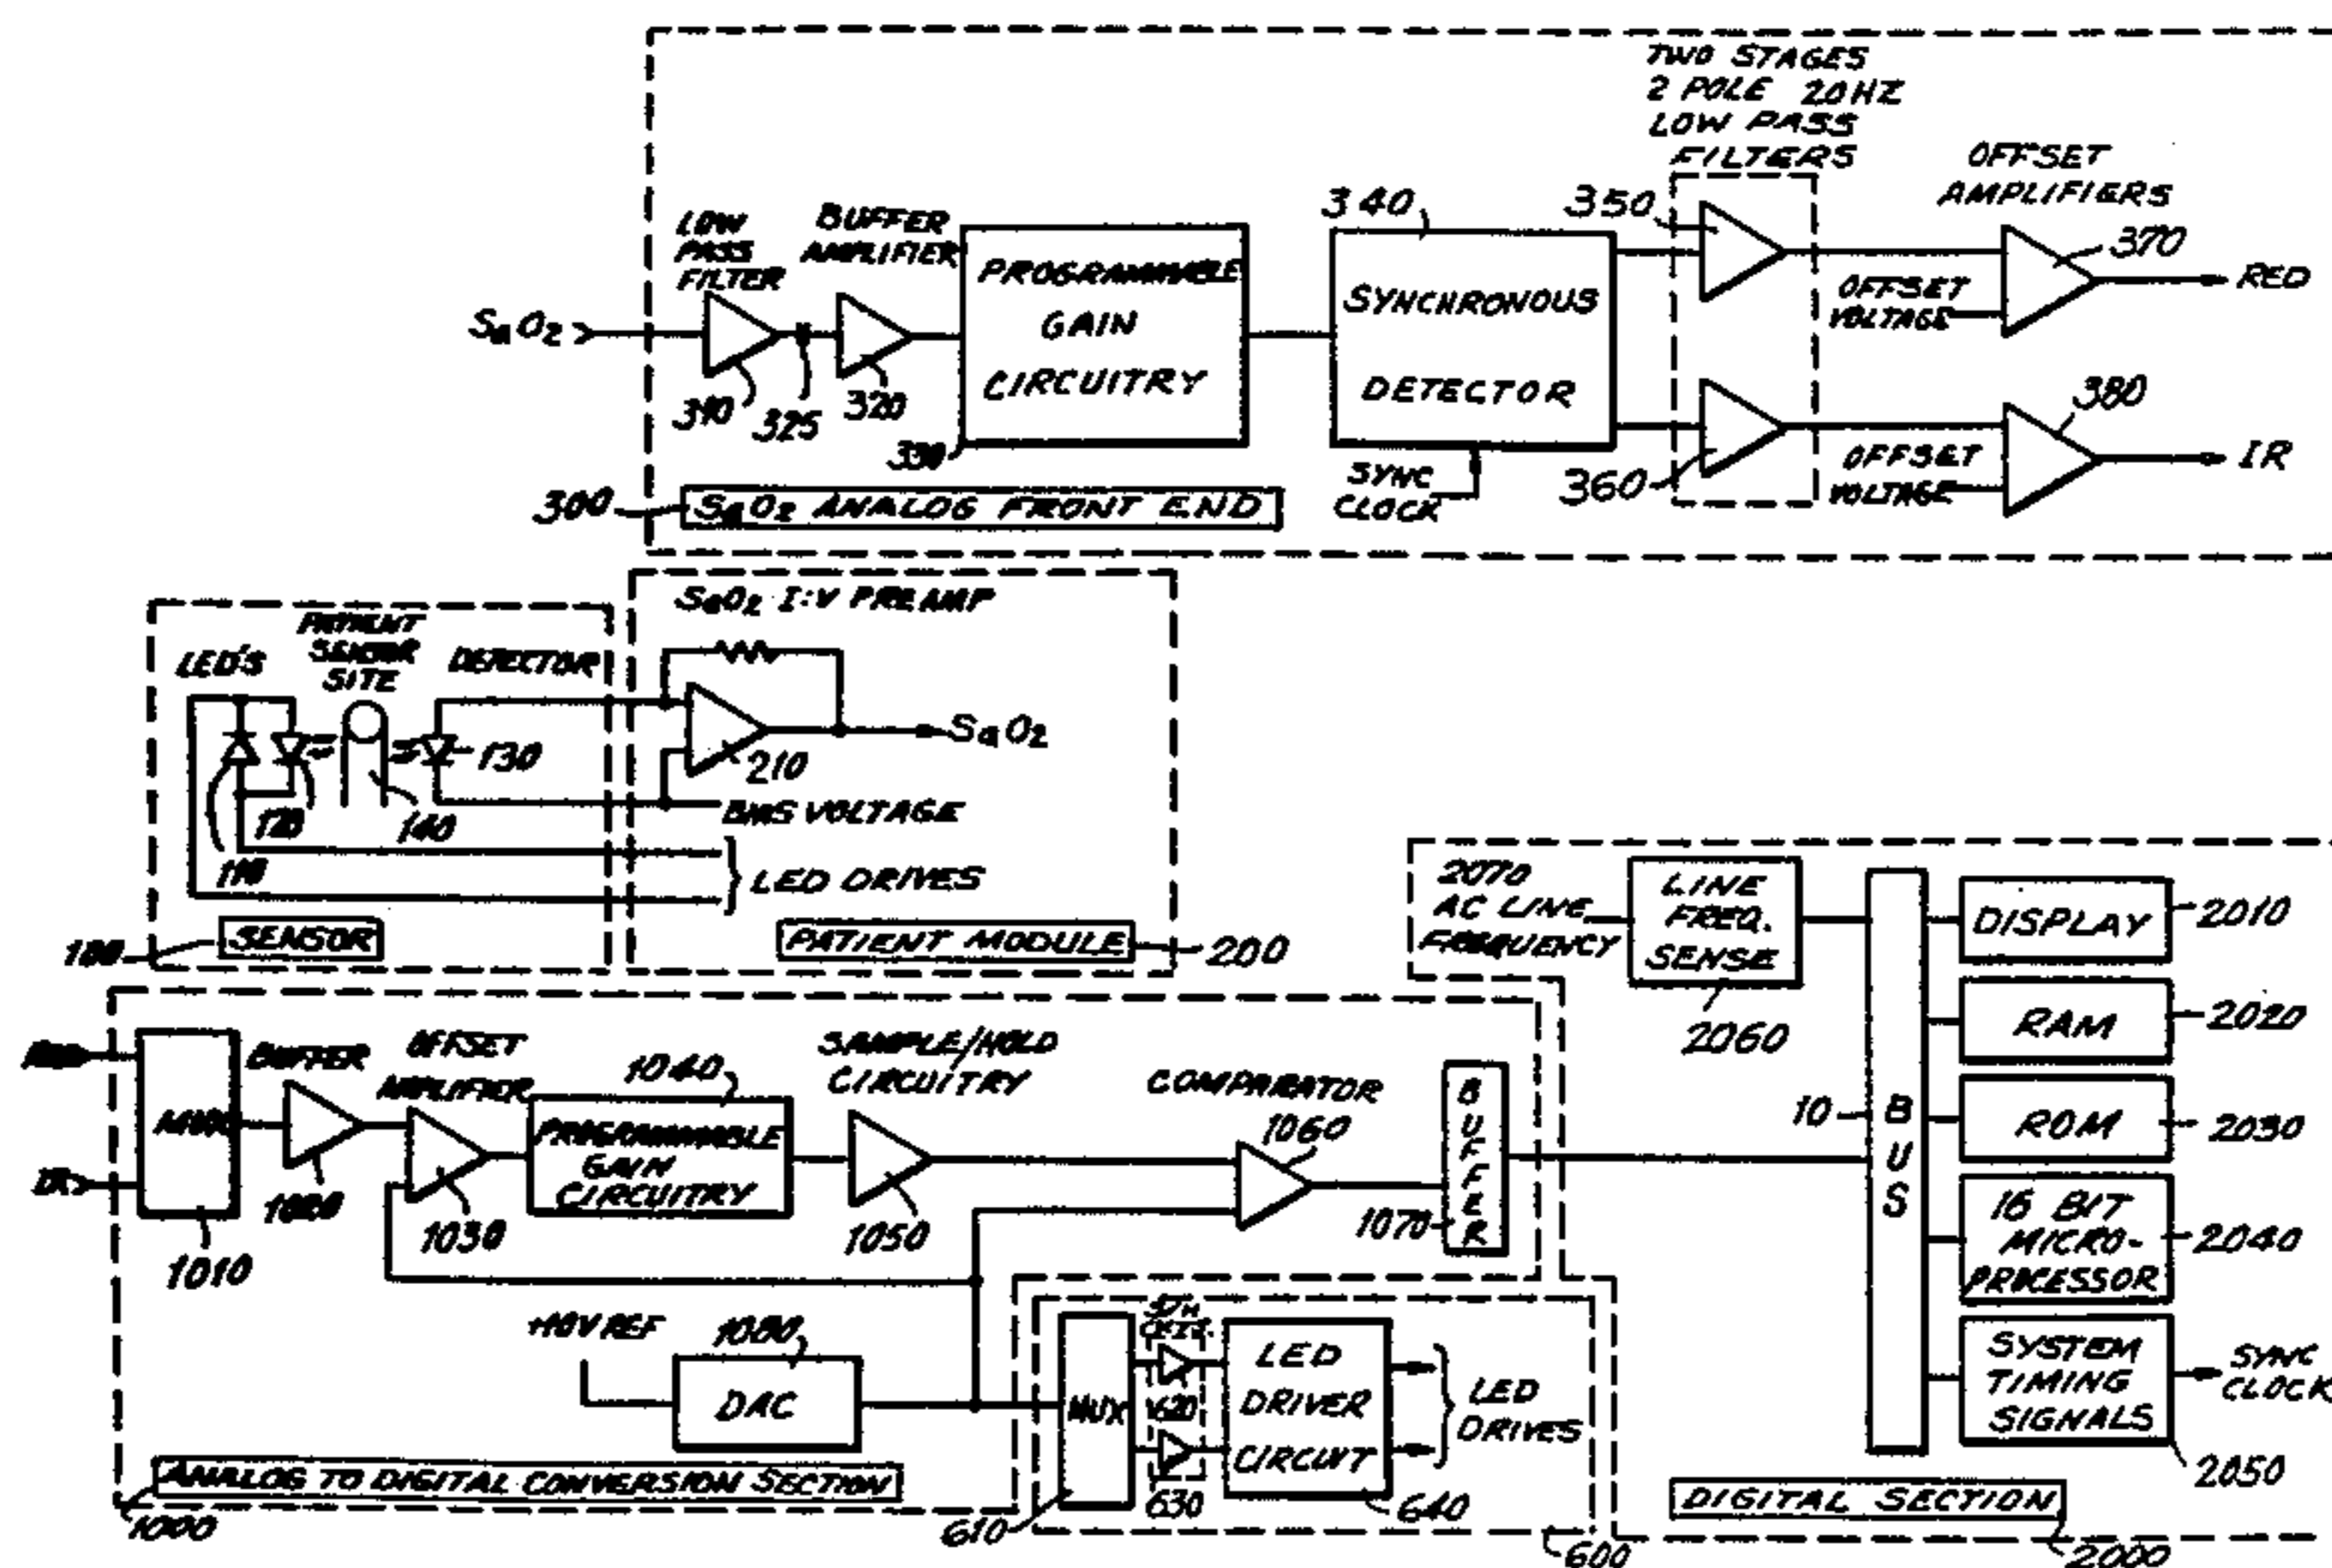 TWO STAGES
2 POLE 20HZ
LOW PASS
FILTERS
OFFSET
AMPLIFIERS
LOW
PASS
FILTER
BUFFER
AMPLIFIER
340
350
370
PROGRAMMABLE
GAIN
CIRCUITRY
SYNCHRONOUS
DETECTOR
SaO2
OFFSET
VOLTAGE
RED
325
320
330
380
SYNC
CLOCK
360
OFFSET
VOLTAGE
IR
300
SaO2 ANALOG FRONT END
SaO2 I:V PREAMP
LED'S
PATIENT
SENSOR
SITE
DETECTOR
130
210
SaO2
120
140
110
LED DRIVES
SENSOR
PATIENT MODULE
200
2070
AC LINE
FREQUENCY
LINE
FREQ.
SENSE
2060
DISPLAY
2010
RAM
2020
ROM
2030
10
BUS
16 BIT
MICRO-
PROCESSOR
2040
SYSTEM
TIMING
SIGNALS
SYNC
CLOCK
2050
DIGITAL SECTION
2000
MUX
1010
BUFFER
1020
OFFSET
AMPLIFIER
1030
1040
PROGRAMMABLE
GAIN
CIRCUITRY
SAMPLE/HOLD
CIRCUITRY
1050
COMPARATOR
1060
BUFFER
1070
+10V REF
1080
DAC
MUX
610
620
630
LED
DRIVER
CIRCUIT
640
LED
DRIVES
600
ANALOG TO DIGITAL CONVERSION SECTION
1000